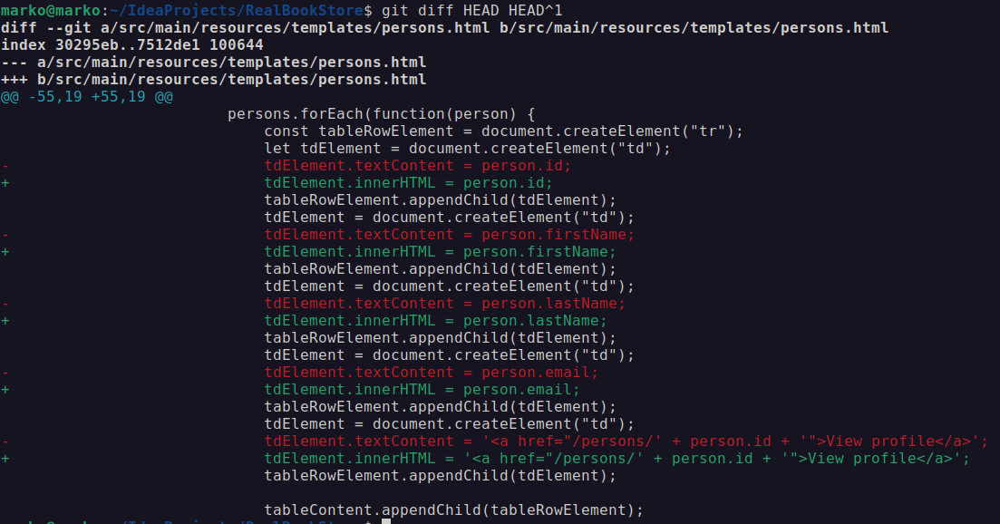 marko@marko:~/IdeaProjects/RealBookStore$ git diff HEAD HEAD^1
diff --git a/src/main/resources/templates/persons.html b/src/main/resources/templates/persons.html
index 30295eb..7512de1 100644
--- a/src/main/resources/templates/persons.html
+++ b/src/main/resources/templates/persons.html
@@ -55,19 +55,19 @@
                         persons.forEach(function(person) {
                             const tableRowElement = document.createElement("tr");
                             let tdElement = document.createElement("td");
-                            tdElement.textContent = person.id;
+                            tdElement.innerHTML = person.id;
                             tableRowElement.appendChild(tdElement);
                             tdElement = document.createElement("td");
-                            tdElement.textContent = person.firstName;
+                            tdElement.innerHTML = person.firstName;
                             tableRowElement.appendChild(tdElement);
                             tdElement = document.createElement("td");
-                            tdElement.textContent = person.lastName;
+                            tdElement.innerHTML = person.lastName;
                             tableRowElement.appendChild(tdElement);
                             tdElement = document.createElement("td");
-                            tdElement.textContent = person.email;
+                            tdElement.innerHTML = person.email;
                             tableRowElement.appendChild(tdElement);
                             tdElement = document.createElement("td");
-                            tdElement.textContent = '<a href="/persons/' + person.id + '">View profile</a>';
+                            tdElement.innerHTML = '<a href="/persons/' + person.id + '">View profile</a>';
                             tableRowElement.appendChild(tdElement);

                             tableContent.appendChild(tableRowElement);